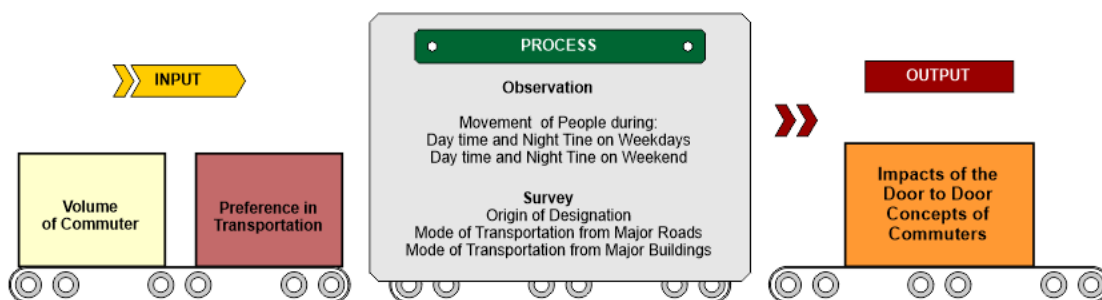 INPUT
Volume
of Commuter
Preference in
Transportation
PROCESS
Observation
Movement of People during:
Day time and Night Tine on Weekdays
Day time and Night Tine on Weekend
Survey
Origin of Designation
Mode of Transportation from Major Roads
Mode of Transportation from Major Buildings
OUTPUT
Impacts of the
Door to Door
Concepts of
Commuters